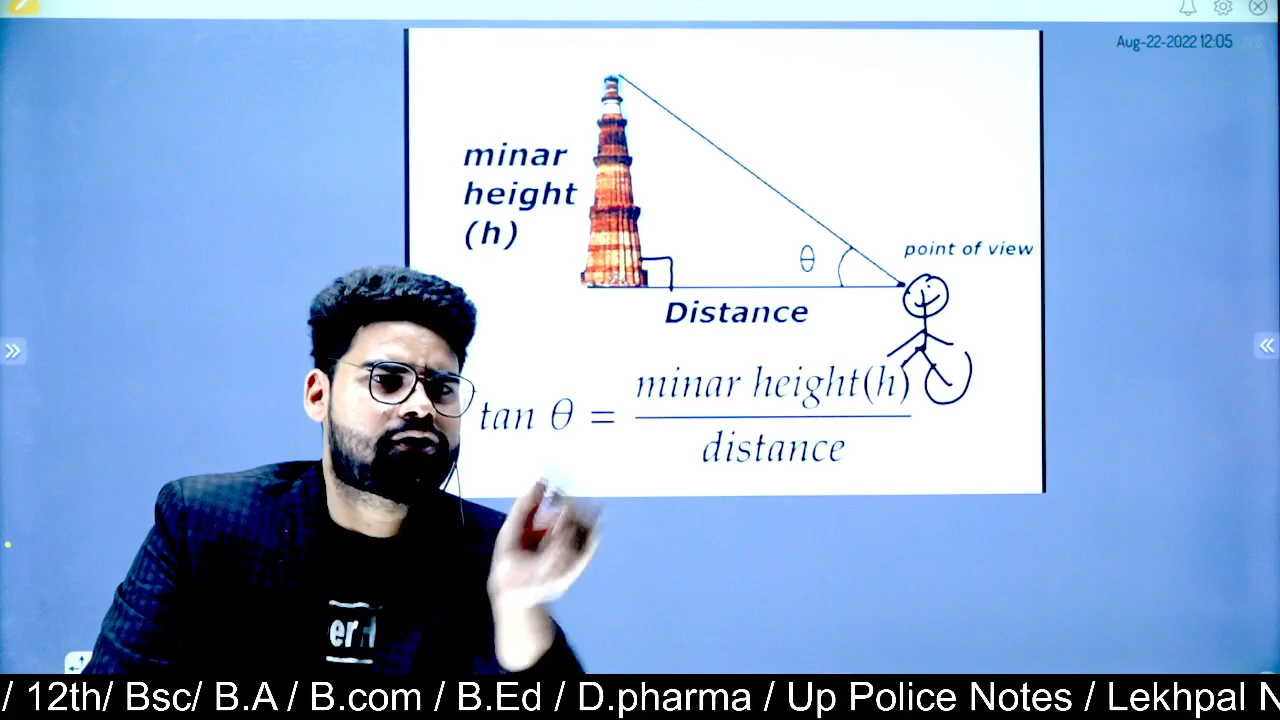 Aug-22-2022 12:05
minar
height
(h)
θ
point of view
Distance
tan θ = minar height(h)
distance
/ 12th/ Bsc/ B.A / B.com / B.Ed / D.pharma / Up Police Notes / Lekhpal N